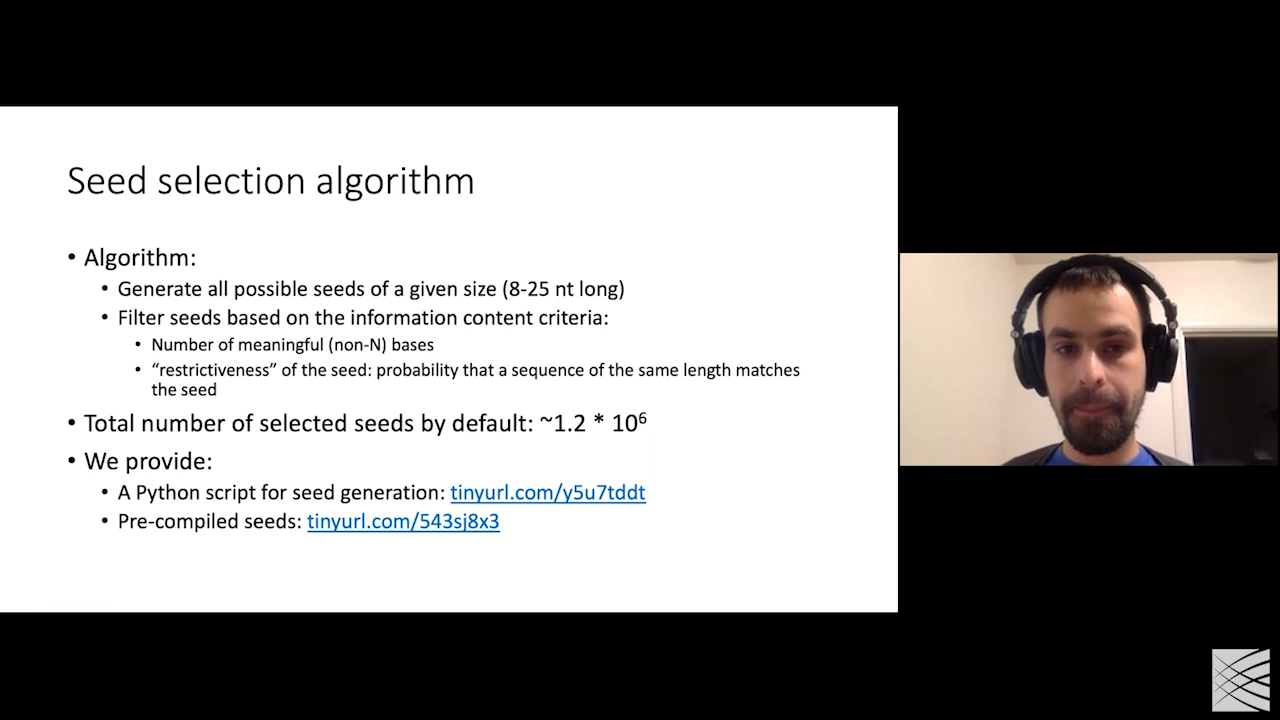 Seed selection algorithm
• Algorithm:
• Generate all possible seeds of a given size (8-25 nt long)
• Filter seeds based on the information content criteria:
• Number of meaningful (non-N) bases
• “restrictiveness” of the seed: probability that a sequence of the same length matches
the seed
• Total number of selected seeds by default: ~1.2 * 10⁶
• We provide:
• A Python script for seed generation: tinyurl.com/y5u7tddt
• Pre-compiled seeds: tinyurl.com/543sj8x3